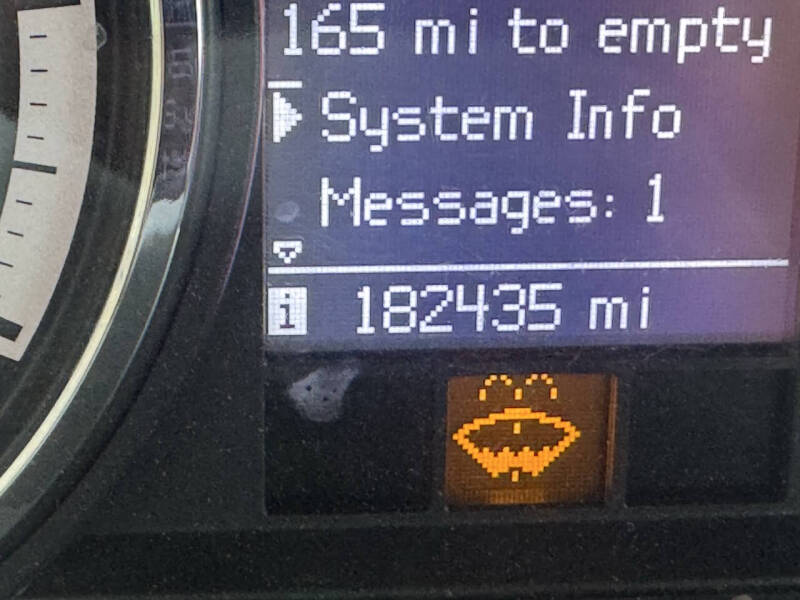 165 mi to empty
System Info
Messages: 1
i 182435 mi